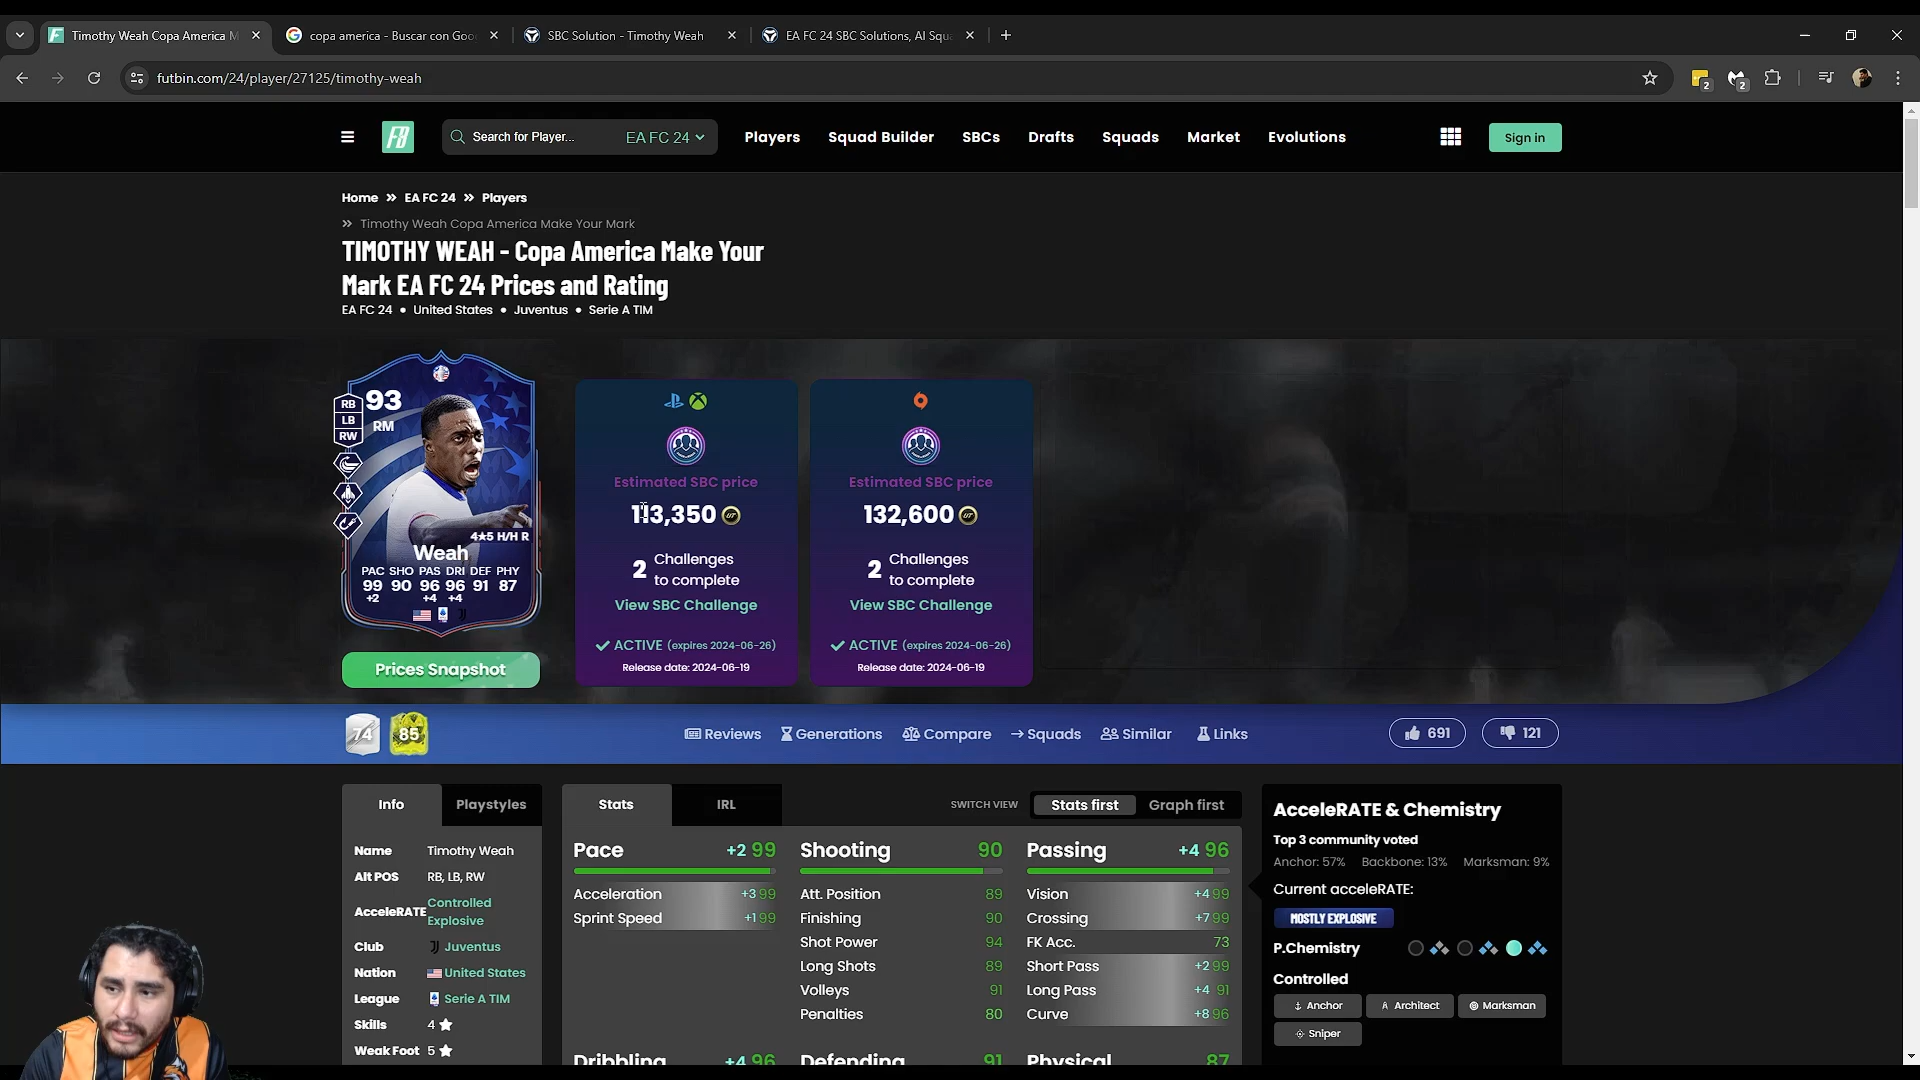 Timothy Weah Copa America M
copa america - Buscar con Goo
SBC Solution - Timothy Weah
EA FC 24 SBC Solutions, AI Squa
futbin.com/24/player/27125/timothy-weah
2
2
Search for Player...
EA FC 24
Players
Squad Builder
SBCs
Drafts
Squads
Market
Evolutions
Sign in
Home » EA FC 24 » Players
» Timothy Weah Copa America Make Your Mark
TIMOTHY WEAH - Copa America Make Your
Mark EA FC 24 Prices and Rating
EA FC 24 • United States • Juventus • Serie A TIM
RB
LB
RW
93
RM
4★5 H/H R
Weah
PAC SHO PAS DRI DEF PHY
99 90 96 96 91 87
+2 +4 +4
Prices Snapshot
Estimated SBC price
113,350
2 Challenges
to complete
View SBC Challenge
ACTIVE (expires 2024-06-26)
Release date: 2024-06-19
Estimated SBC price
132,600
2 Challenges
to complete
View SBC Challenge
ACTIVE (expires 2024-06-26)
Release date: 2024-06-19
74
85
Reviews
Generations
Compare
Squads
Similar
Links
691
121
Info
Playstyles
Name Timothy Weah
Alt POS RB, LB, RW
AcceleRATE Controlled
Explosive
Club Juventus
Nation United States
League Serie A TIM
Skills 4 ★
Weak Foot 5 ★
Stats
IRL
SWITCH VIEW
Stats first
Graph first
Pace +2 99
Acceleration +3 99
Sprint Speed +1 99
Shooting 90
Att. Position 89
Finishing 90
Shot Power 94
Long Shots 89
Volleys 91
Penalties 80
Passing +4 96
Vision +4 99
Crossing +7 99
FK Acc. 73
Short Pass +2 99
Long Pass +4 91
Curve +8 96
Dribbling +4 96
Defending 91
Physical 87
AcceleRATE & Chemistry
Top 3 community voted
Anchor: 57% Backbone: 13% Marksman: 9%
Current acceleRATE:
MOSTLY EXPLOSIVE
P.Chemistry
Controlled
Anchor
Architect
Marksman
Sniper